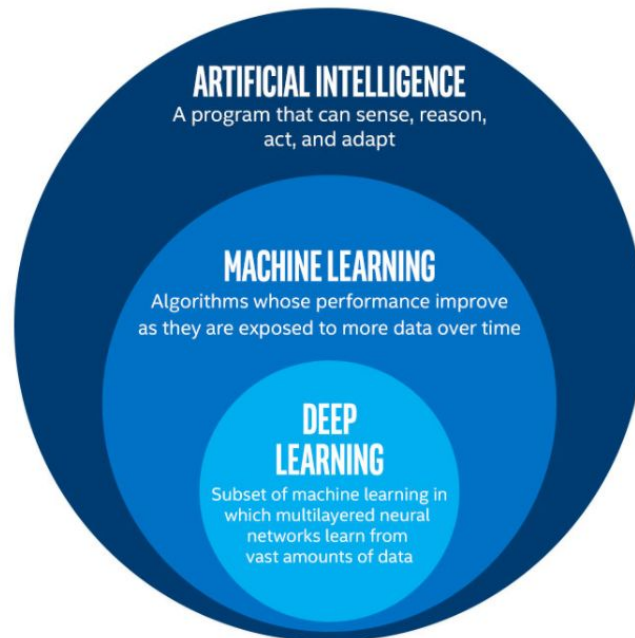 ARTIFICIAL INTELLIGENCE
A program that can sense, reason,
act, and adapt
MACHINE LEARNING
Algorithms whose performance improve
as they are exposed to more data over time
DEEP
LEARNING
Subset of machine learning in
which multilayered neural
networks learn from
vast amounts of data